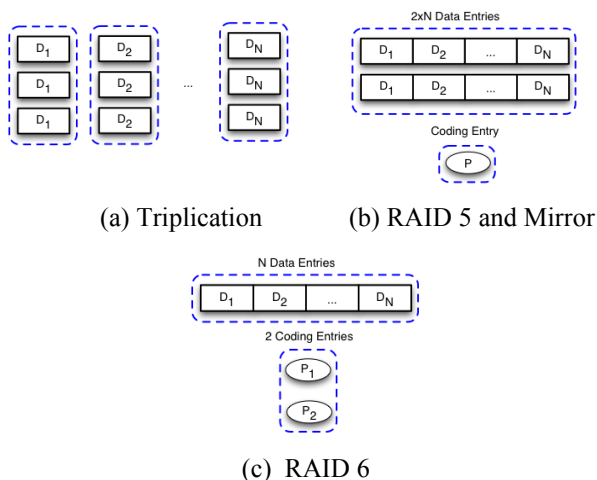 2xN Data Entries
D1 D2 ... DN
D1 D2 DN
D1 D2 ... DN
D1 D2 DN
D1 D2 ... DN
Coding Entry
P
(a) Triplication (b) RAID 5 and Mirror
N Data Entries
D1 D2 ... DN
2 Coding Entries
P1
P2
(c) RAID 6